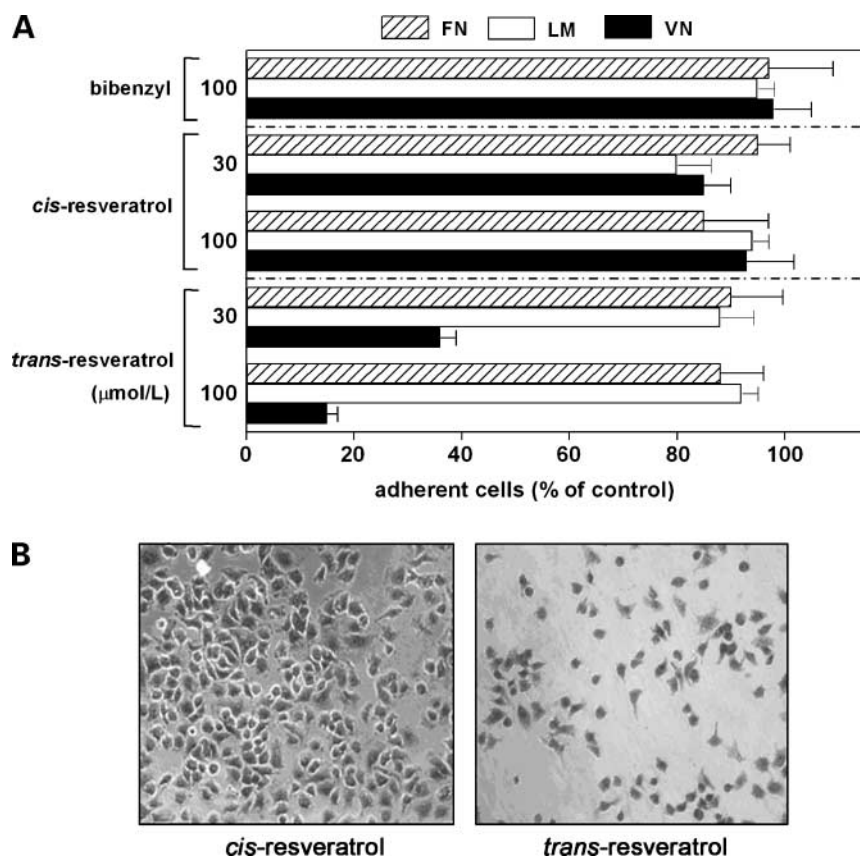 A
FN LM VN
bibenzyl 100
30
cis-resveratrol
100
30
trans-resveratrol
(µmol/L) 100
0 20 40 60 80 100
adherent cells (% of control)
B
cis-resveratrol trans-resveratrol